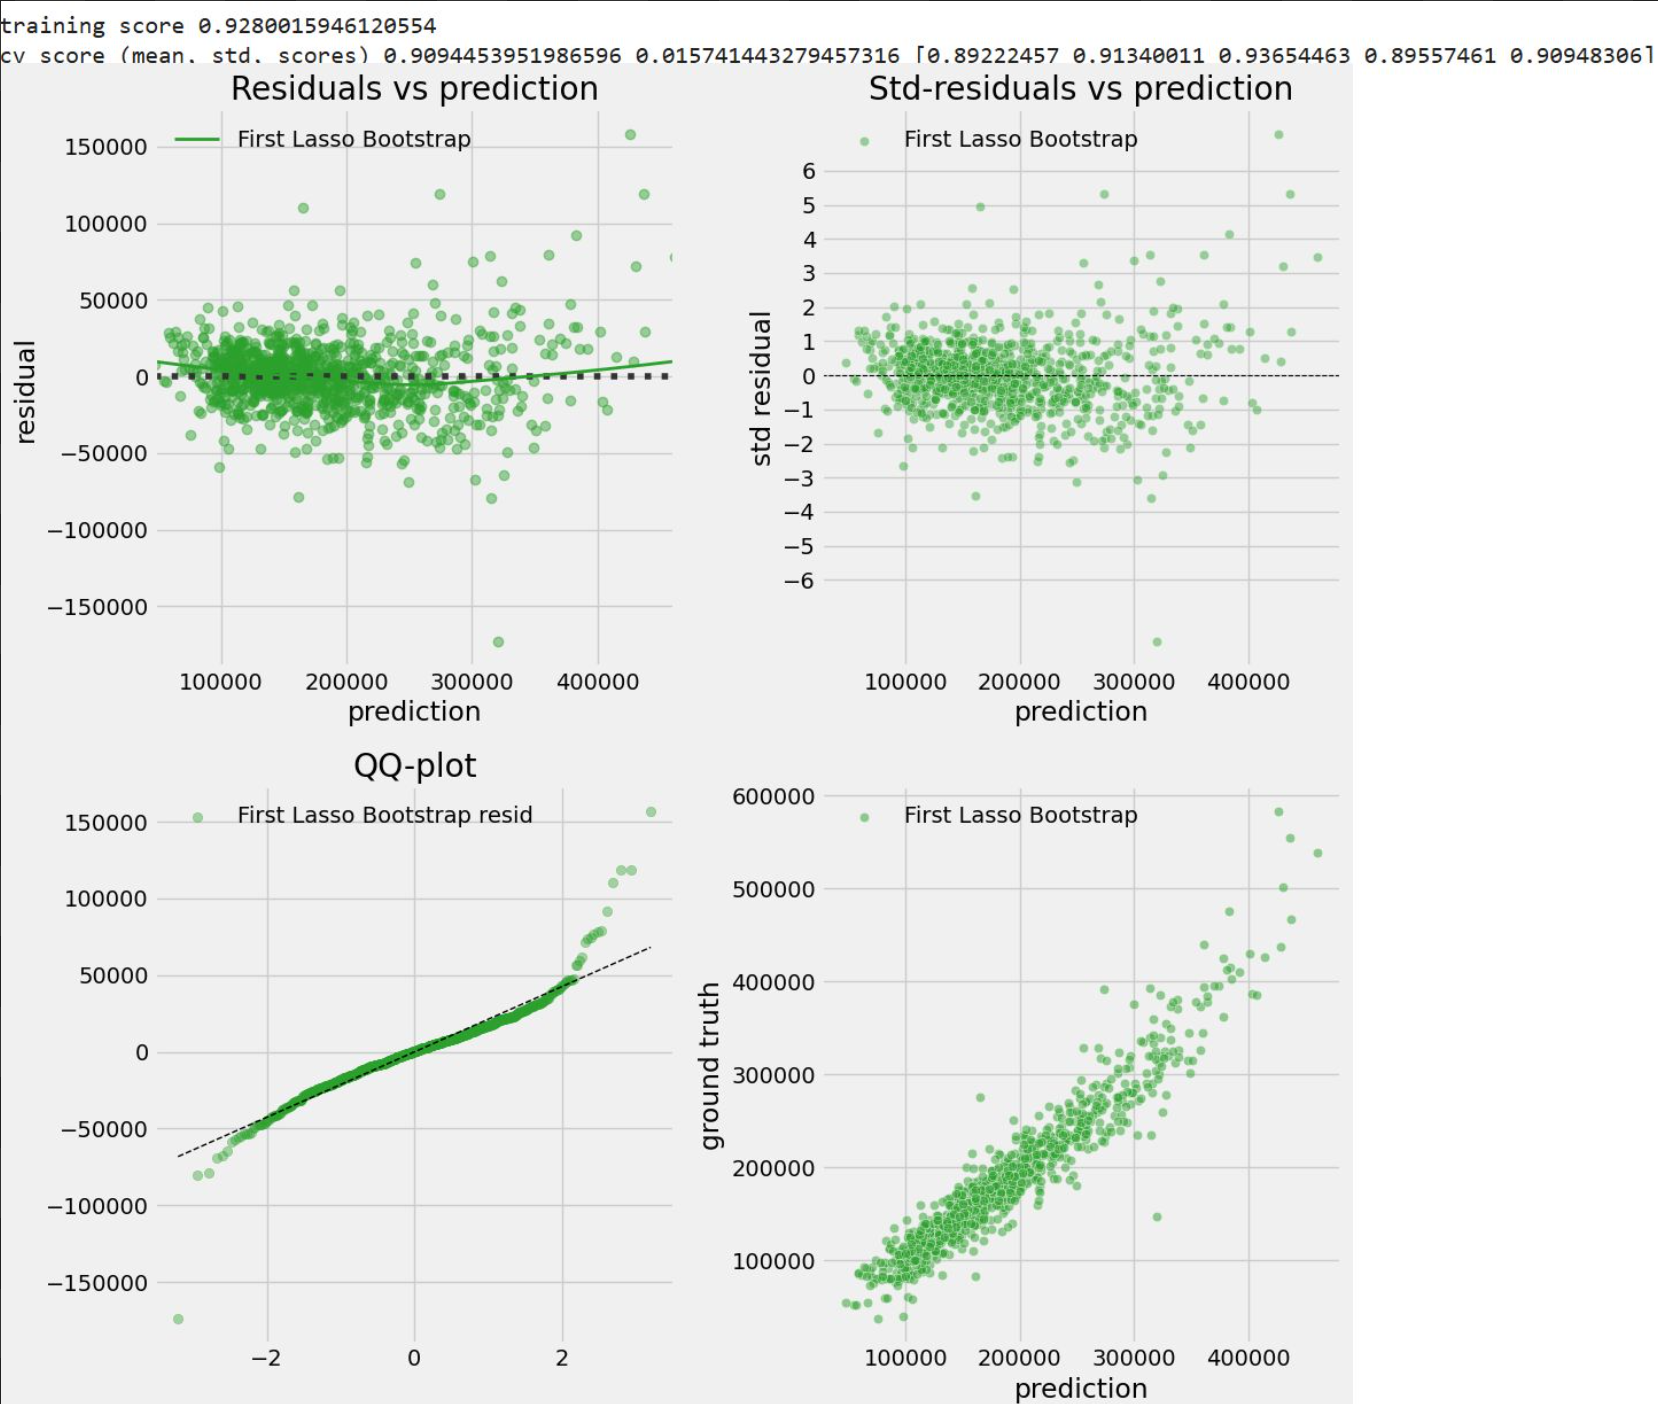 training score 0.9280015946120554
cv score (mean, std, scores) 0.9094453951986596 0.015741443279457316 [0.89222457 0.91340011 0.93654463 0.89557461 0.90948306]
Residuals vs prediction
First Lasso Bootstrap
150000
100000
50000
0
−50000
−100000
−150000
residual
100000 200000 300000 400000
prediction
Std-residuals vs prediction
First Lasso Bootstrap
6
5
4
3
2
1
0
−1
−2
−3
−4
−5
−6
std residual
100000 200000 300000 400000
prediction
QQ-plot
First Lasso Bootstrap resid
150000
100000
50000
0
−50000
−100000
−150000
−2 0 2
First Lasso Bootstrap
600000
500000
400000
300000
200000
100000
ground truth
100000 200000 300000 400000
prediction